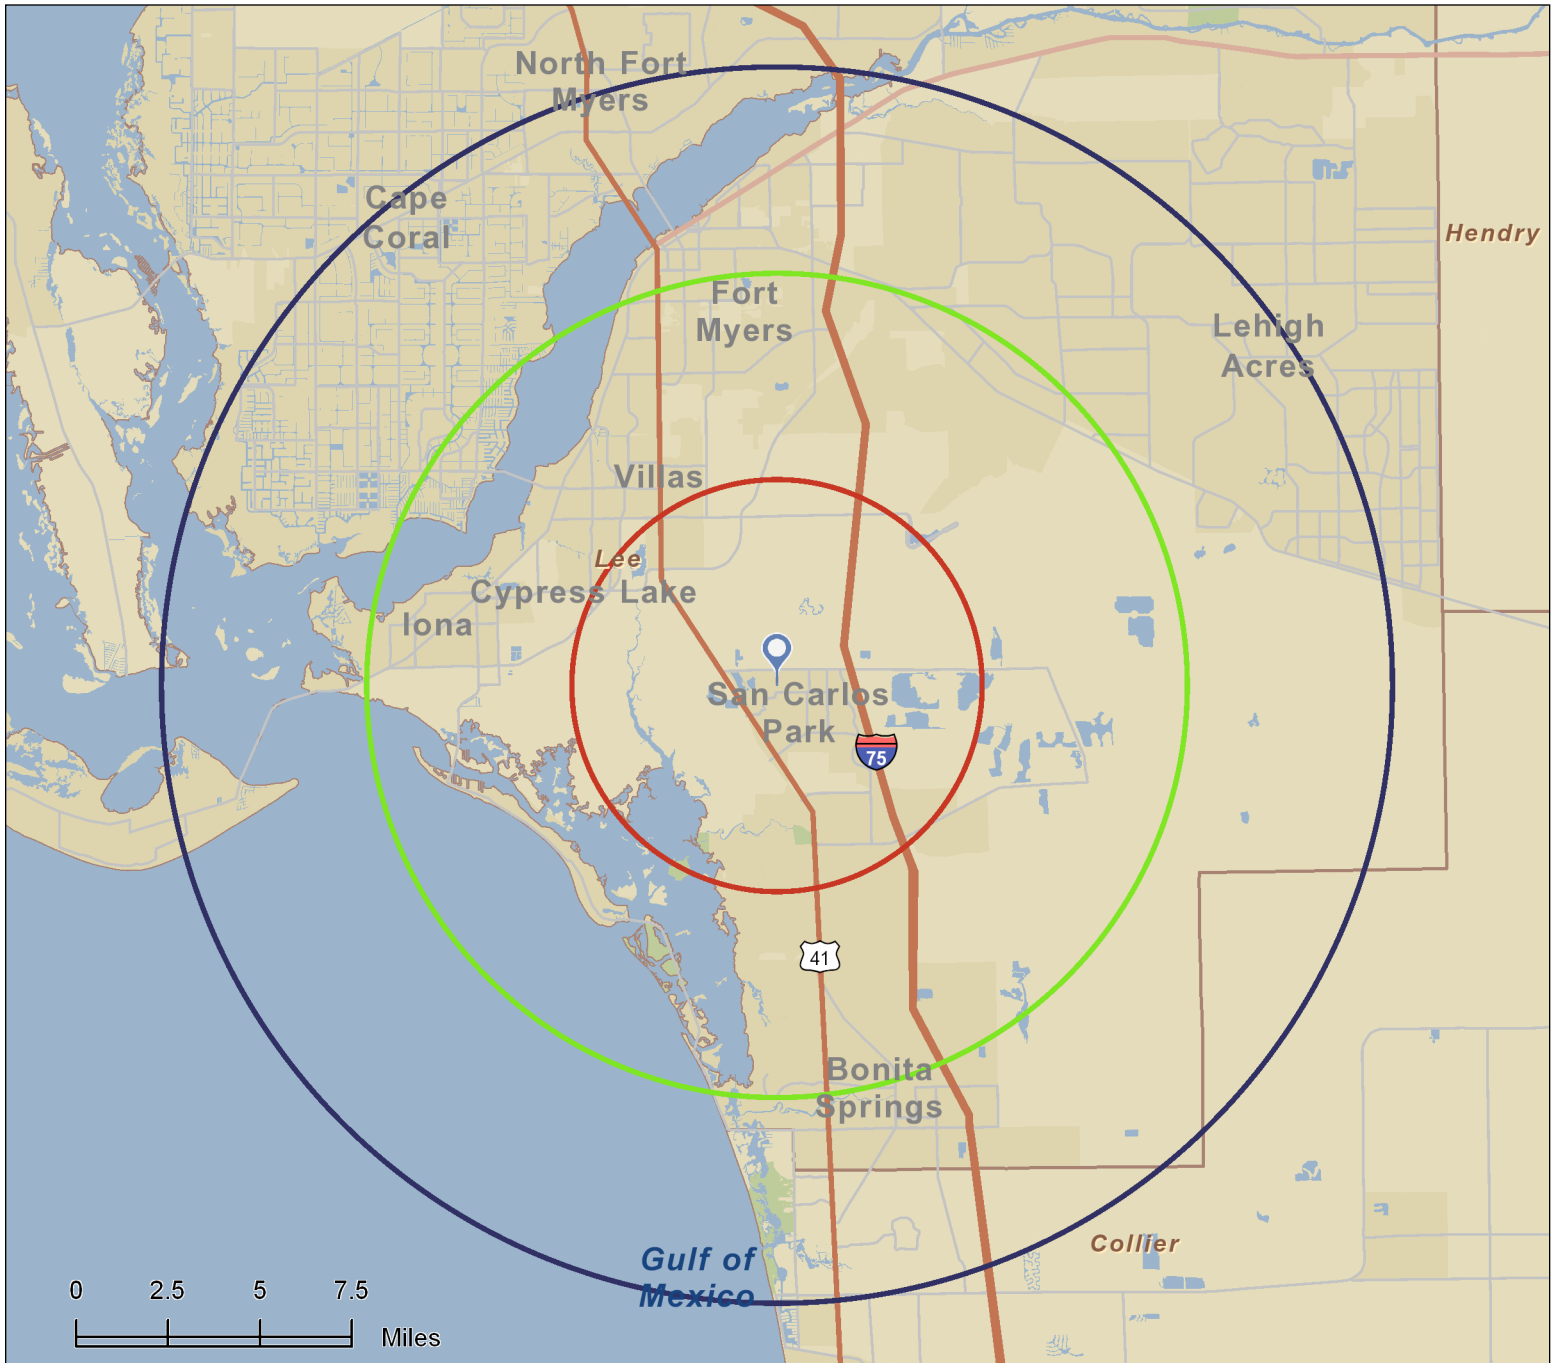 North Fort
Myers
Cape
Coral
Hendry
Fort
Myers
Lehigh
Acres
Villas
Lee
Cypress Lake
Iona
San Carlos
Park
75
41
Bonita
Springs
Collier
Gulf of
Mexico
0 2.5 5 7.5
Miles